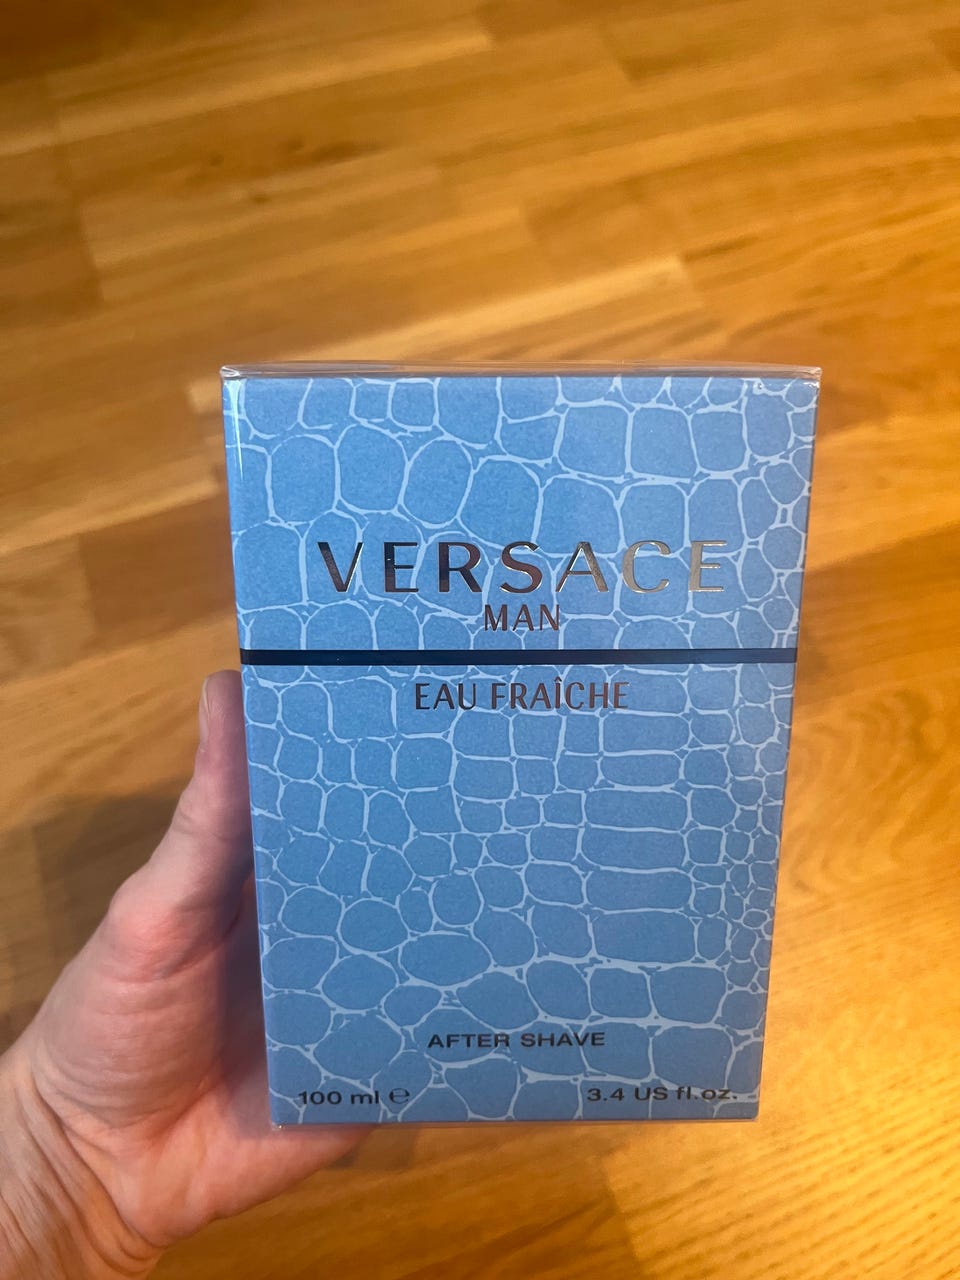 VERSACE
MAN
EAU FRAÎCHE
AFTER SHAVE
100 ml ℮ 3.4 US fl.oz.